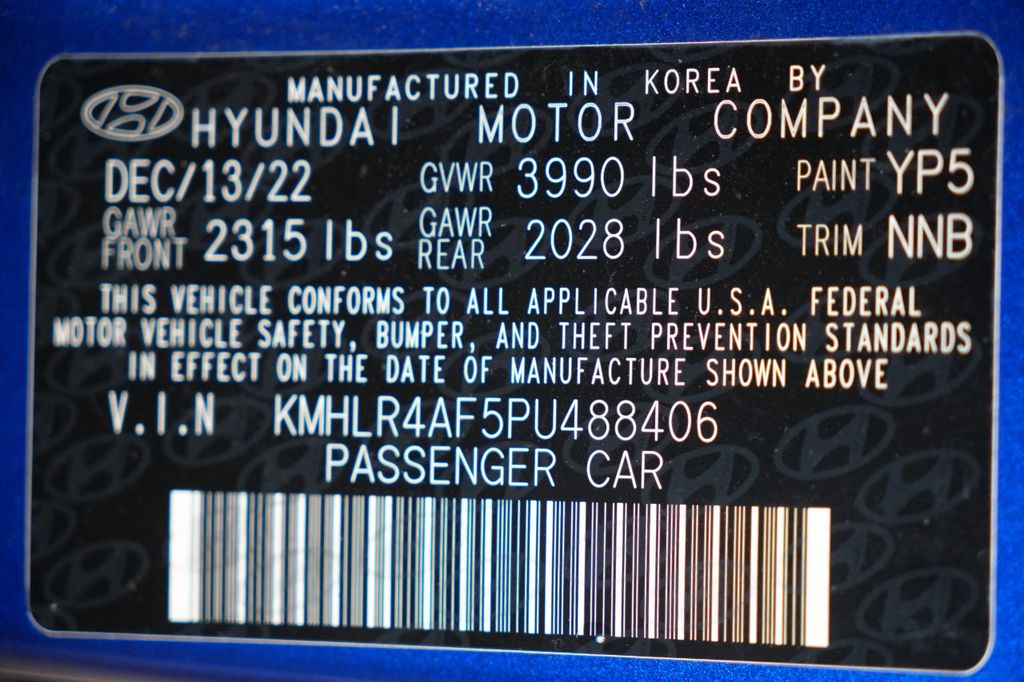 MANUFACTURED IN KOREA BY
HYUNDAI MOTOR COMPANY
DEC/13/22 GVWR 3990 lbs PAINT YP5
GAWR FRONT 2315 lbs GAWR REAR 2028 lbs TRIM NNB
THIS VEHICLE CONFORMS TO ALL APPLICABLE U.S.A. FEDERAL
MOTOR VEHICLE SAFETY, BUMPER, AND THEFT PREVENTION STANDARDS
IN EFFECT ON THE DATE OF MANUFACTURE SHOWN ABOVE
V.I.N KMHLR4AF5PU488406
PASSENGER CAR